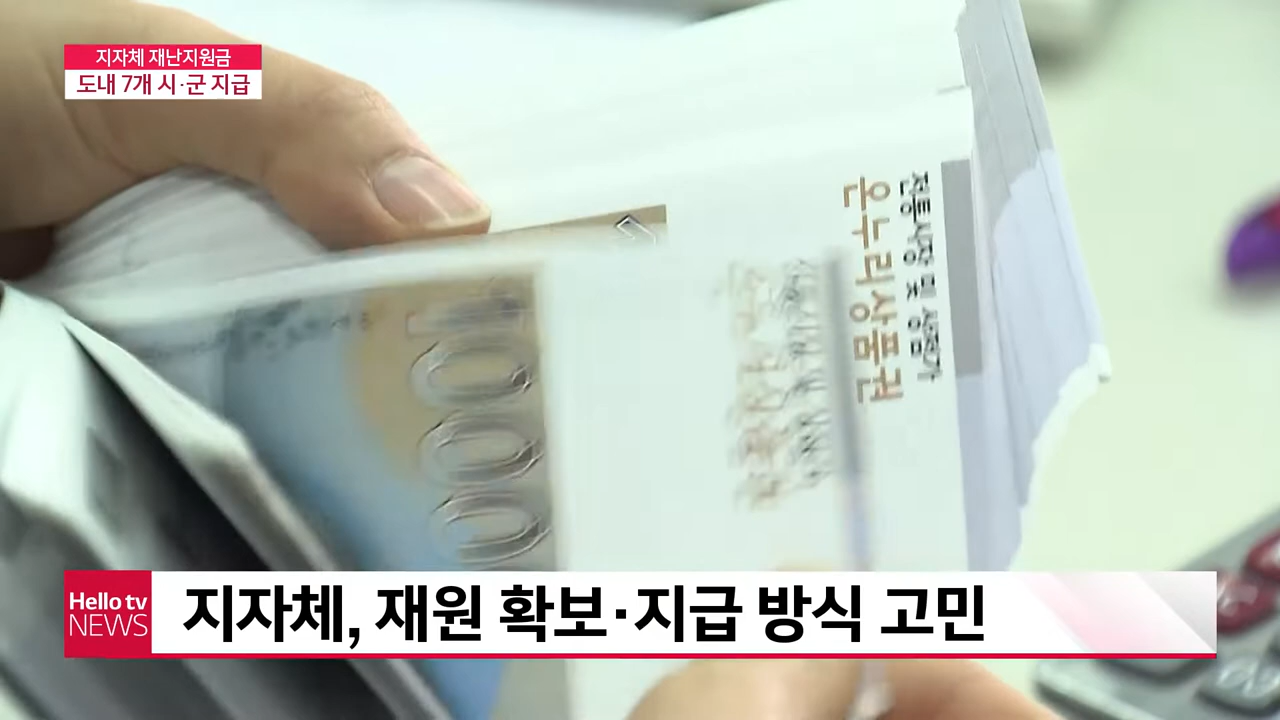 지자체 재난지원금
도내 7개 시·군 지급
전통시장 및 상점가
온누리상품권
Hello tv
NEWS
지자체, 재원 확보·지급 방식 고민